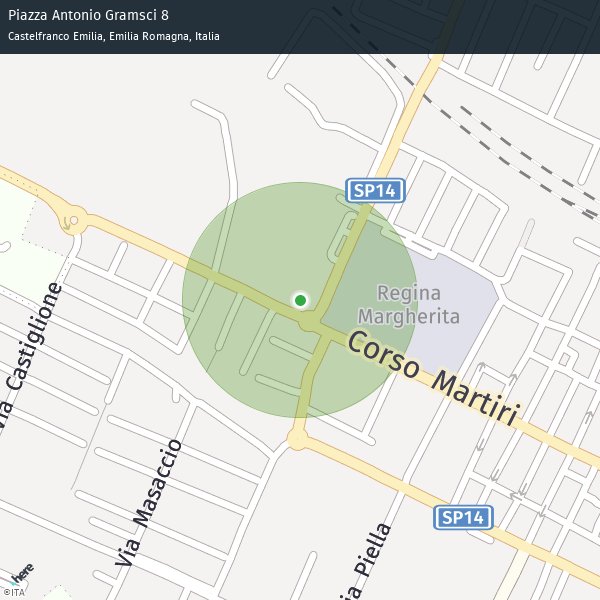 Piazza Antonio Gramsci 8
Castelfranco Emilia, Emilia Romagna, Italia
SP14
Regina
Margherita
Corso Martiri
Via Castiglione
Via Masaccio
SP14
ia Piella
here
©ITA